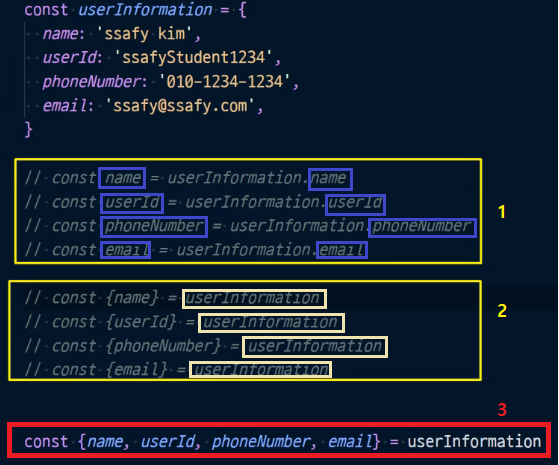 const userInformation = {
name: 'ssafy kim',
userId: 'ssafyStudent1234',
phoneNumber: '010-1234-1234',
email: 'ssafy@ssafy.com',
}
// const name = userInformation.name
// const userId = userInformation.userId
// const phoneNumber = userInformation.phoneNumber
// const email = userInformation.email
1
// const {name} = userInformation
// const {userId} = userInformation
// const {phoneNumber} = userInformation
// const {email} = userInformation
2
3
const {name, userId, phoneNumber, email} = userInformation